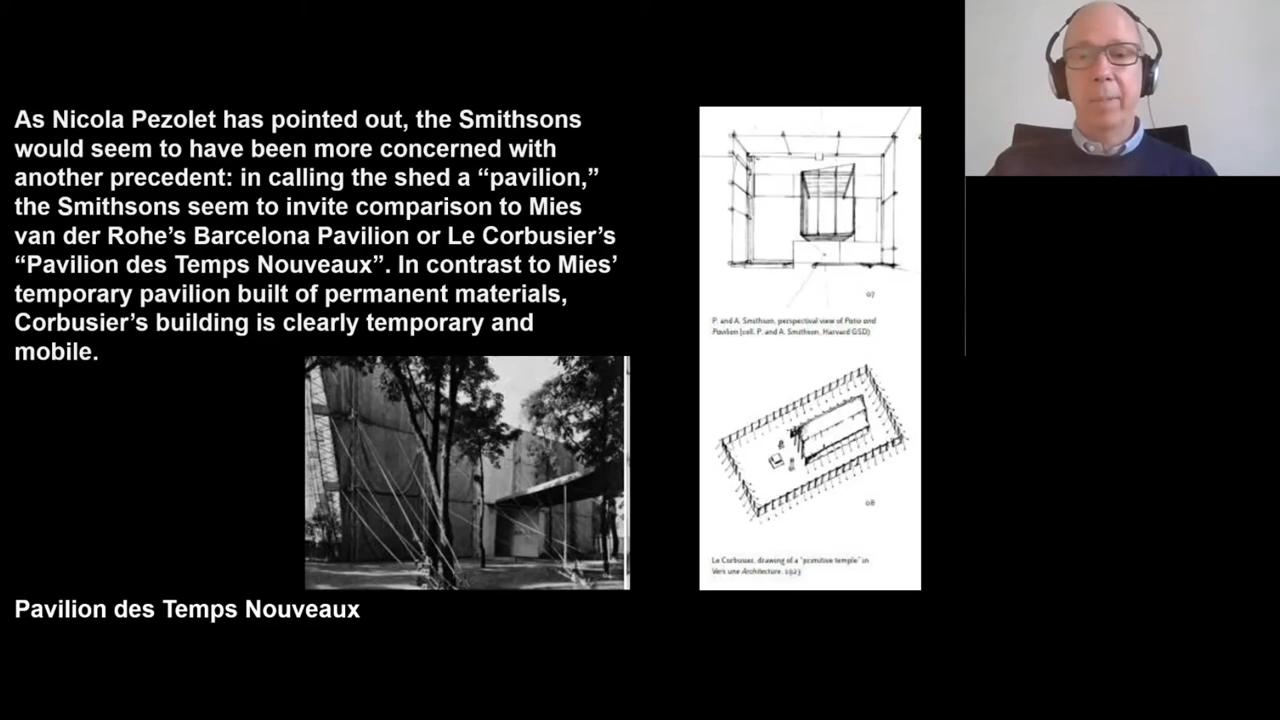 As Nicola Pezolet has pointed out, the Smithsons
would seem to have been more concerned with
another precedent: in calling the shed a “pavilion,”
the Smithsons seem to invite comparison to Mies
van der Rohe’s Barcelona Pavilion or Le Corbusier’s
“Pavilion des Temps Nouveaux”. In contrast to Mies’
temporary pavilion built of permanent materials,
Corbusier’s building is clearly temporary and
mobile.
Pavilion des Temps Nouveaux
07
P. and A. Smithson, perspectival view of Patio and
Pavilion (coll. P. and A. Smithson, Harvard GSD)
08
Le Corbusier, drawing of a “primitive temple” in
Vers une Architecture, 1923